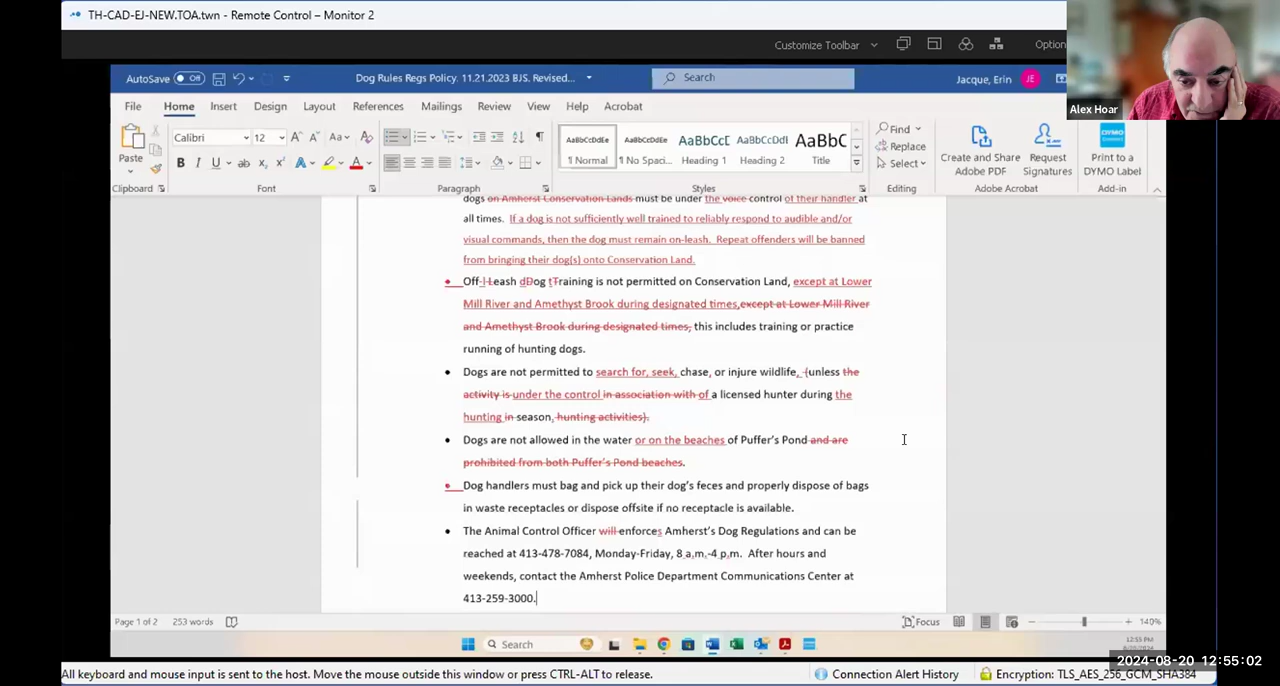 TH-CAD-EJ-NEW.TOA.twn - Remote Control – Monitor 2
Customize Toolbar
Option
Alex Hoar
AutoSave Off
Dog Rules Regs Policy. 11.21.2023 BJS. Revised...
Search
Jacque, Erin JE
File Home Insert Design Layout References Mailings Review View Help Acrobat
Paste
Calibri 12
AaBbCcDdEe AaBbCcDdEe AaBbCcC AaBbCcDdI AaBbC
¶ Normal ¶ No Spaci... Heading 1 Heading 2 Title
Find
Replace
Select
Create and Share Adobe PDF
Request Signatures
DYMO
Print to a DYMO Label
Clipboard Font Paragraph Styles Editing Adobe Acrobat Add-in
dogs on Amherst Conservation Lands must be under the voice control of their handler at
all times. If a dog is not sufficiently well trained to reliably respond to audible and/or
visual commands, then the dog must remain on-leash. Repeat offenders will be banned
from bringing their dog(s) onto Conservation Land.
• Off-lLeash dDog tTraining is not permitted on Conservation Land, except at Lower
Mill River and Amethyst Brook during designated times,except at Lower Mill River
and Amethyst Brook during designated times, this includes training or practice
running of hunting dogs.
• Dogs are not permitted to search for, seek, chase, or injure wildlife, (unless the
activity is under the control in association with of a licensed hunter during the
hunting in season, hunting activities).
• Dogs are not allowed in the water or on the beaches of Puffer's Pond and are
prohibited from both Puffer's Pond beaches.
• Dog handlers must bag and pick up their dog's feces and properly dispose of bags
in waste receptacles or dispose offsite if no receptacle is available.
• The Animal Control Officer will enforces Amherst's Dog Regulations and can be
reached at 413-478-7084, Monday-Friday, 8 a.m.-4 p.m. After hours and
weekends, contact the Amherst Police Department Communications Center at
413-259-3000.
Page 1 of 2 253 words
Focus
140%
Search
12:55 PM
2024-08-20 12:55:02
All keyboard and mouse input is sent to the host. Move the mouse outside this window or press CTRL-ALT to release.
Connection Alert History
Encryption: TLS_AES_256_GCM_SHA384